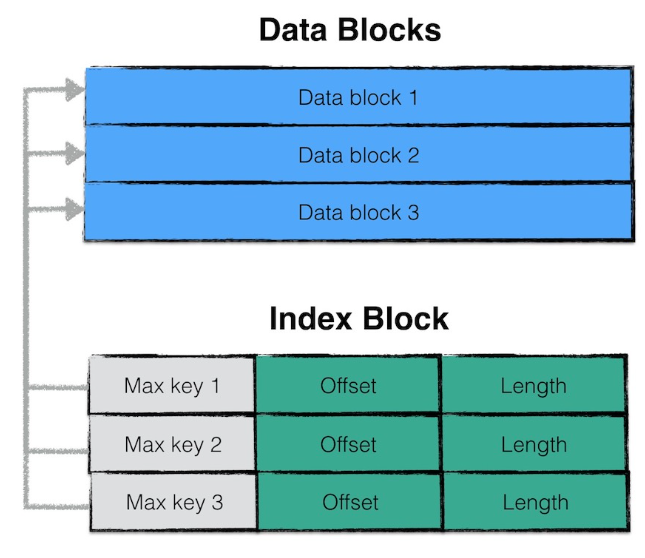 Data Blocks
Data block 1
Data block 2
Data block 3
Index Block
Max key 1 Offset Length
Max key 2 Offset Length
Max key 3 Offset Length